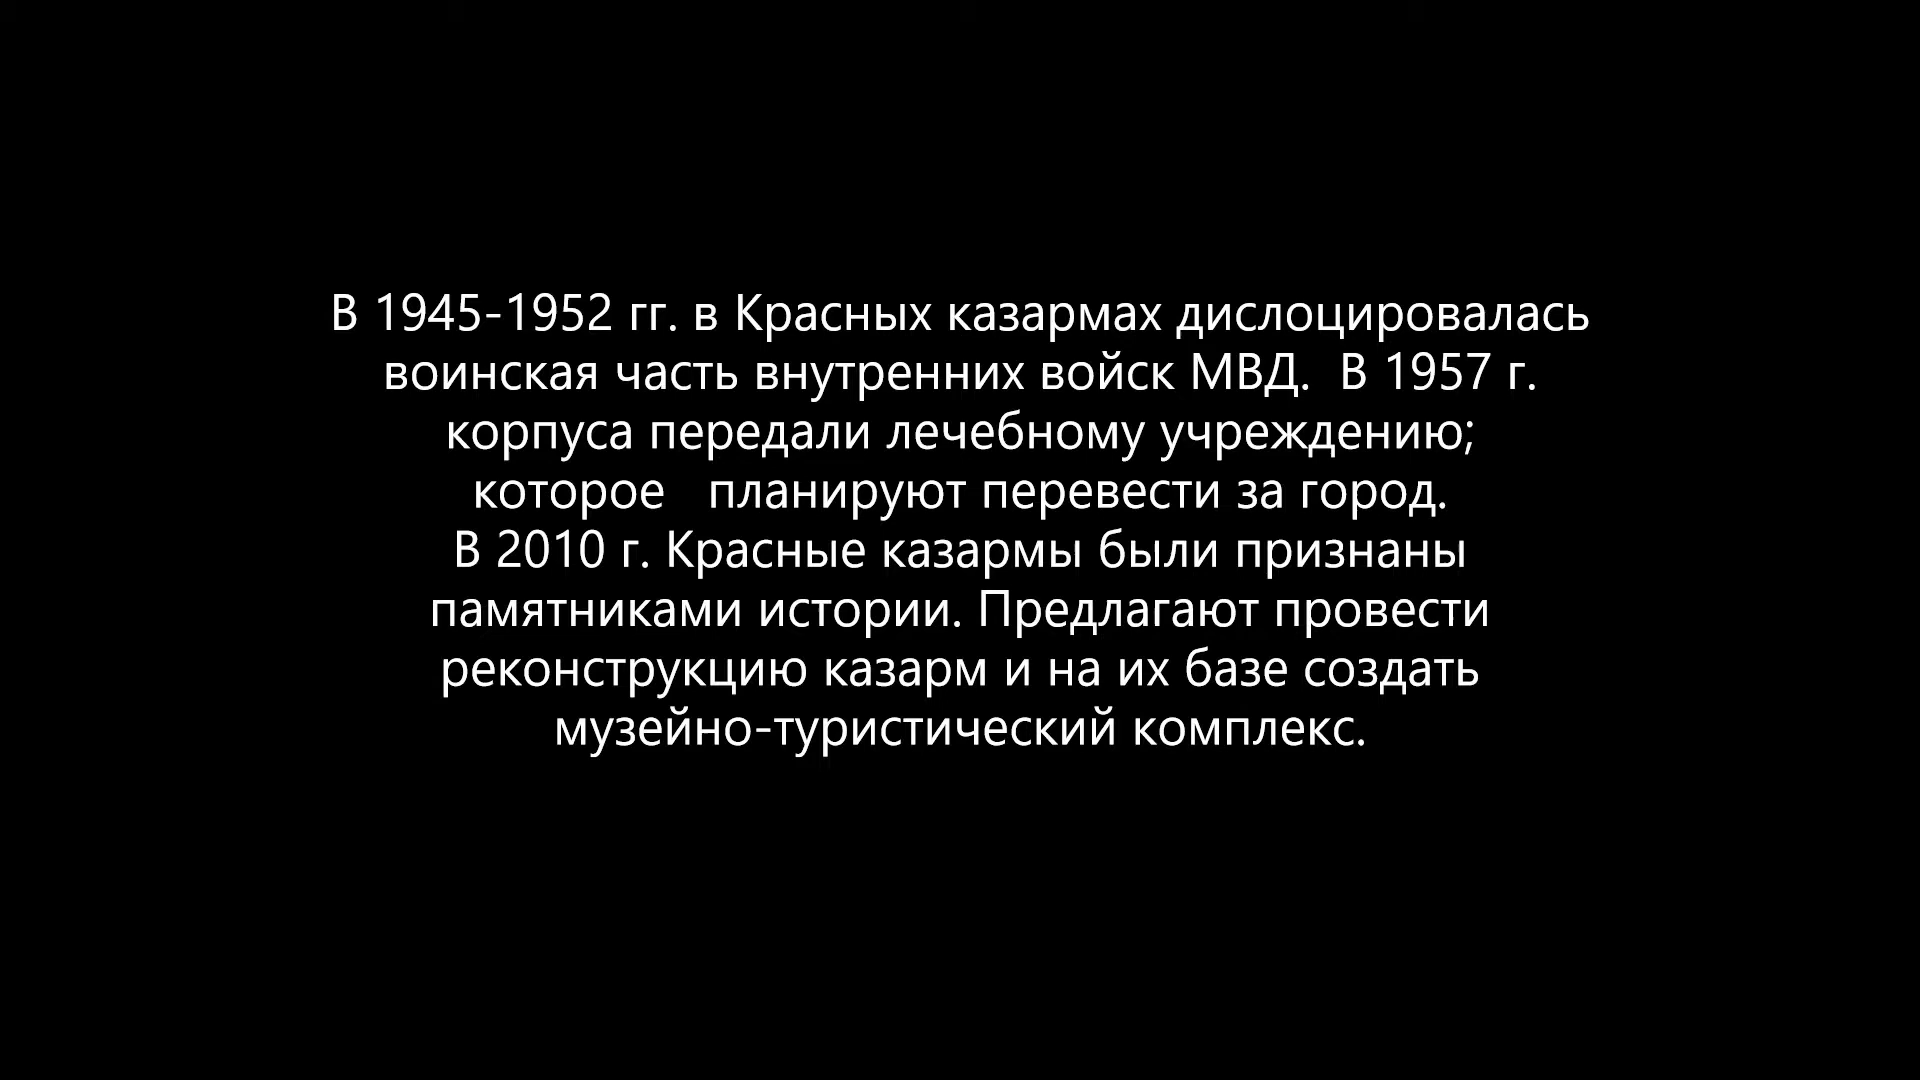 В 1945-1952 гг. в Красных казармах дислоцировалась
воинская часть внутренних войск МВД.  В 1957 г.
корпуса передали лечебному учреждению;
которое   планируют перевести за город.
В 2010 г. Красные казармы были признаны
памятниками истории. Предлагают провести
реконструкцию казарм и на их базе создать
музейно-туристический комплекс.